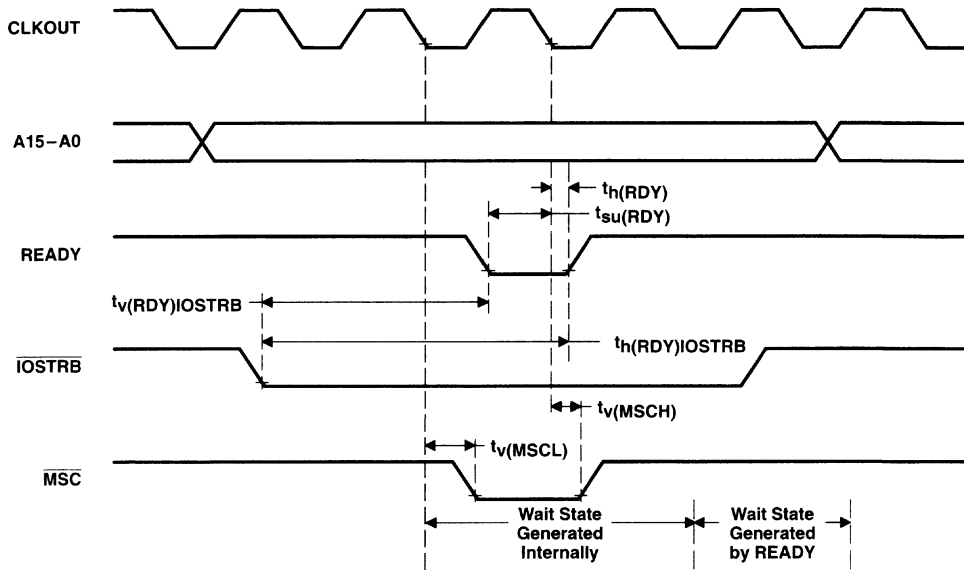 CLKOUT
A15–A0
th(RDY)
tsu(RDY)
READY
tv(RDY)IOSTRB
th(RDY)IOSTRB
IOSTRB
tv(MSCH)
tv(MSCL)
MSC
Wait State
Generated
Internally
Wait State
Generated
by READY